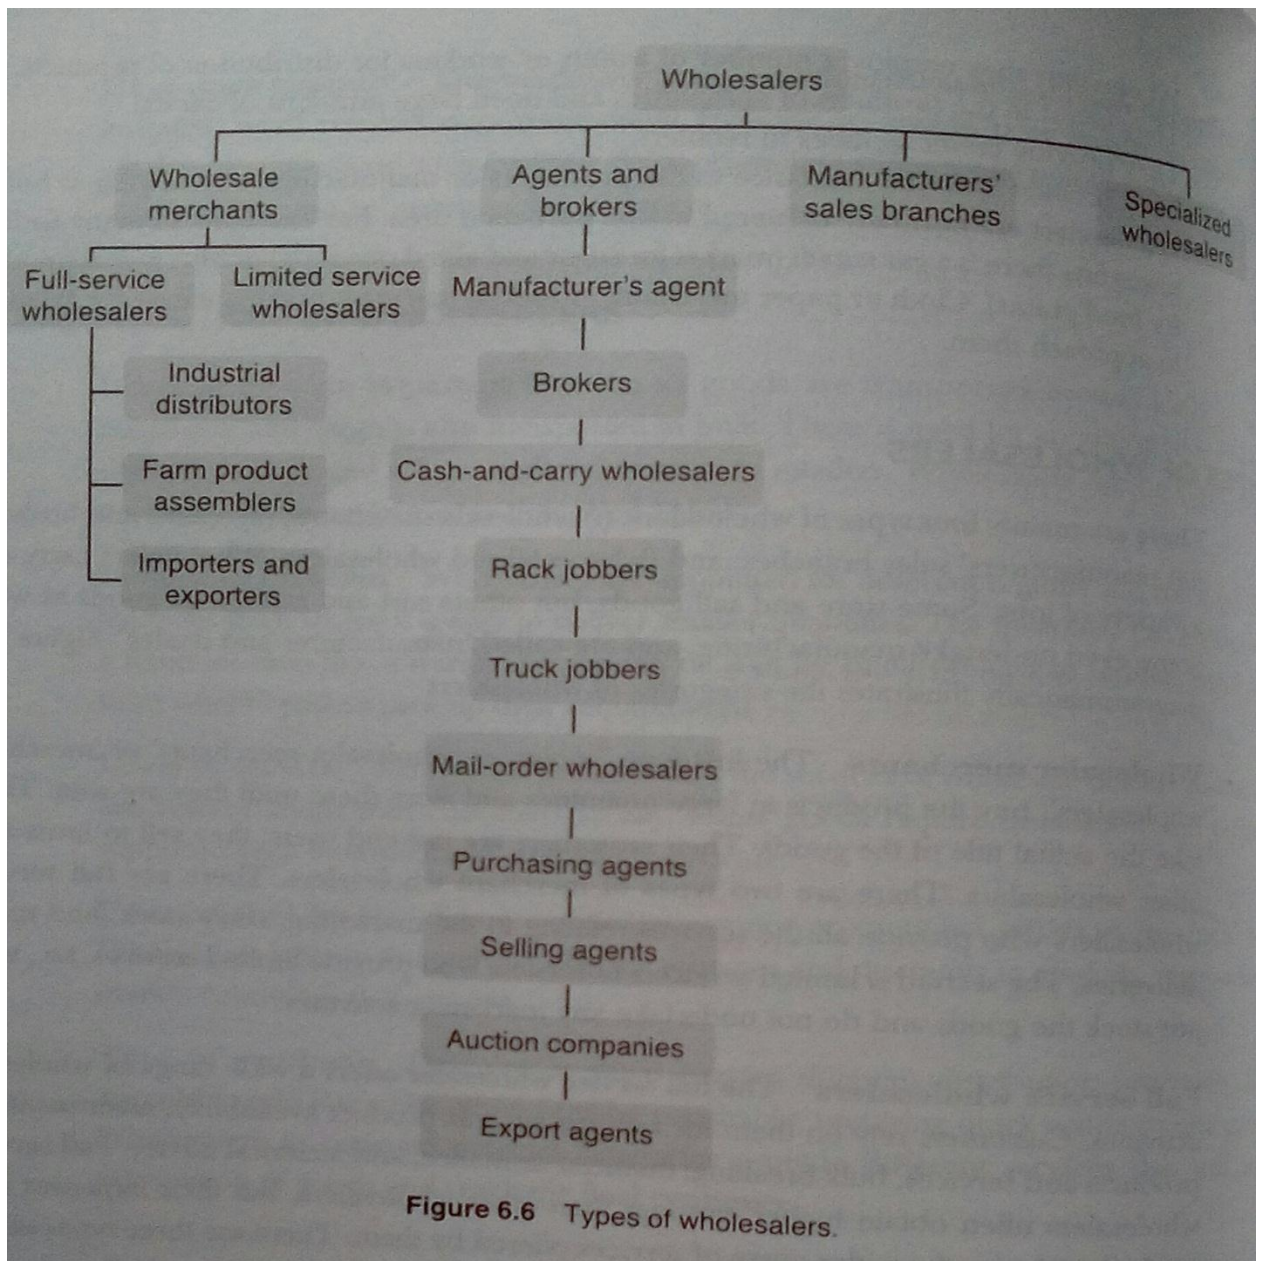 Wholesalers
Wholesale
merchants
Agents and
brokers
Manufacturers'
sales branches
Specialized
wholesalers
Full-service
wholesalers
Limited service
wholesalers
Industrial
distributors
Farm product
assemblers
Importers and
exporters
Manufacturer's agent
Brokers
Cash-and-carry wholesalers
Rack jobbers
Truck jobbers
Mail-order wholesalers
Purchasing agents
Selling agents
Auction companies
Export agents
Figure 6.6 Types of wholesalers.